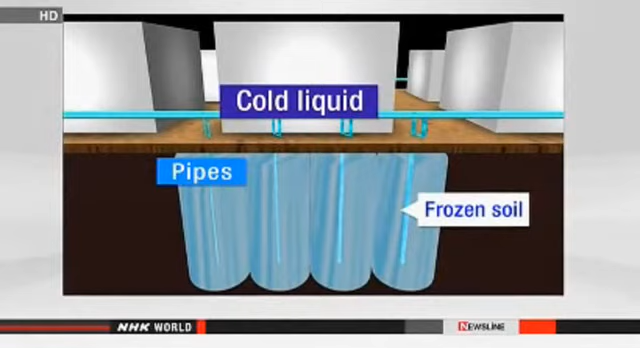 HD
Cold liquid
Pipes
Frozen soil
NHK WORLD
NEWSLINE